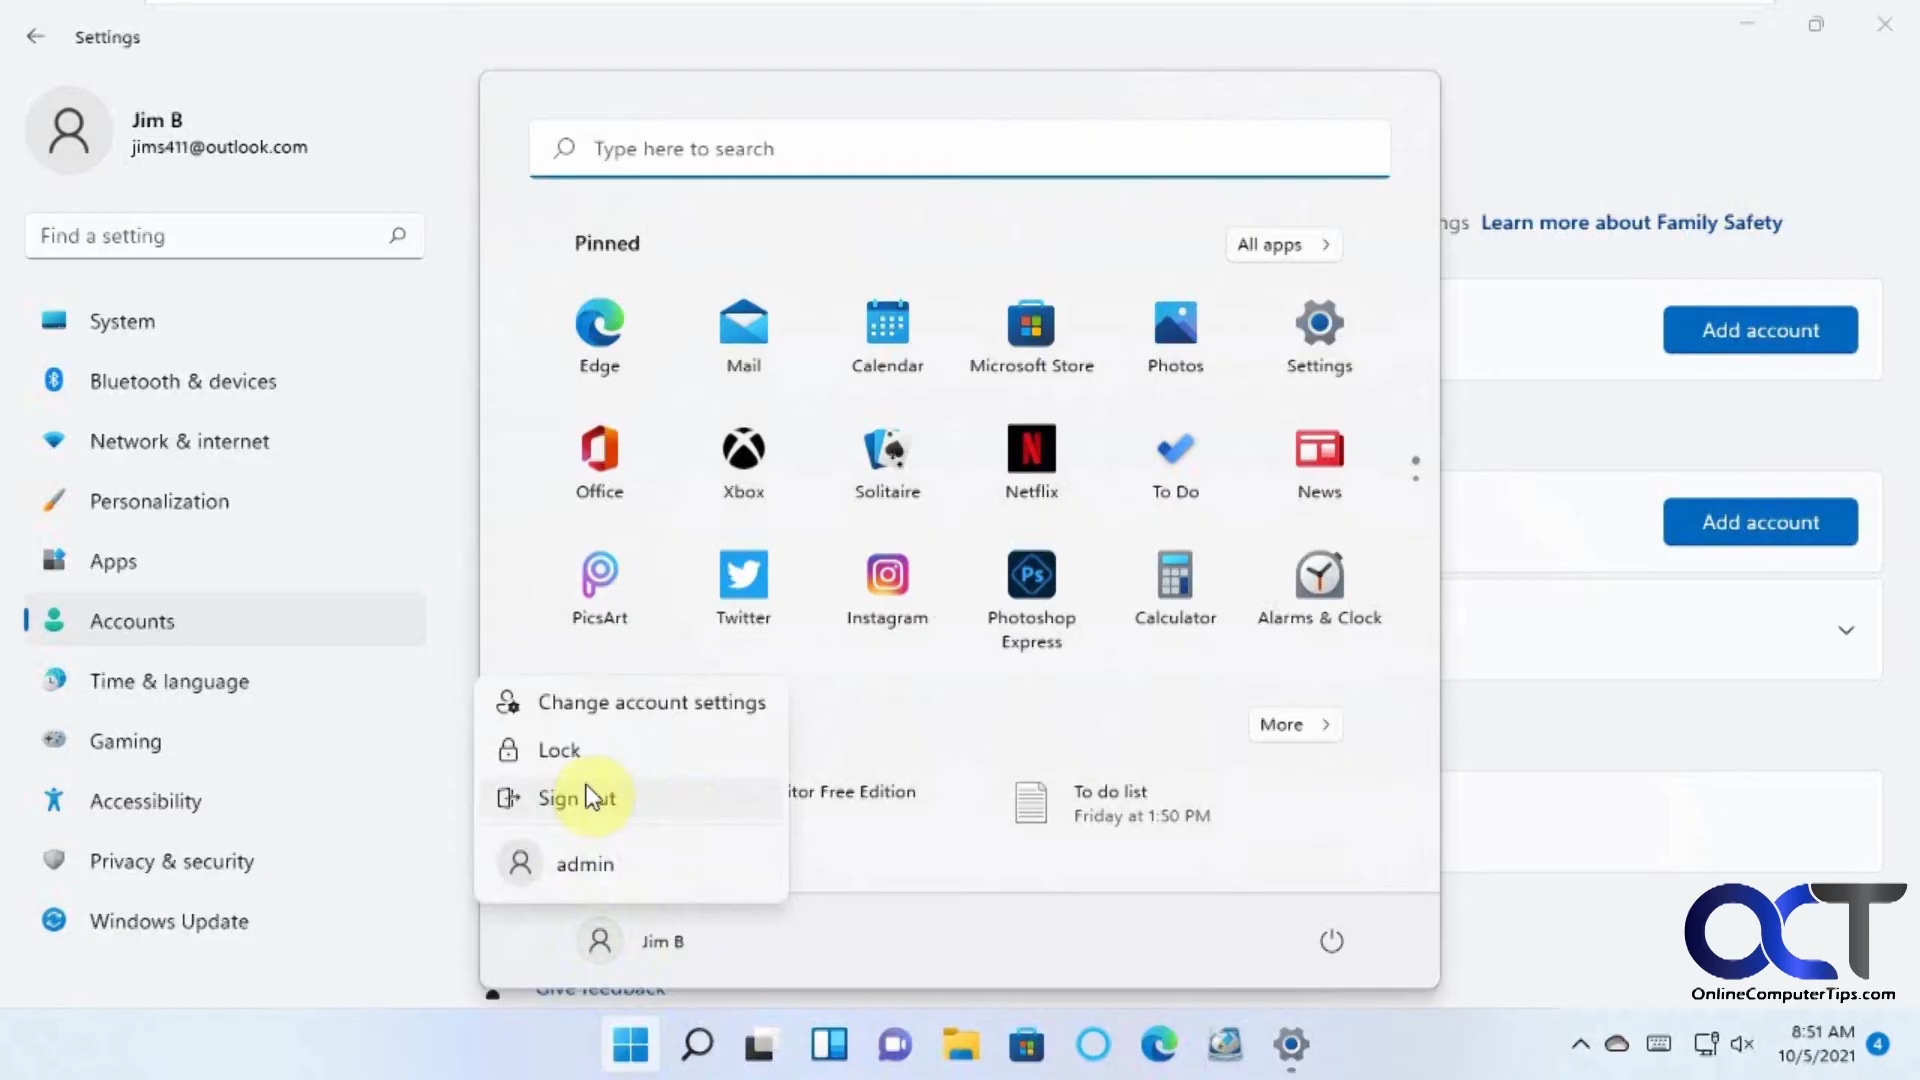 Settings
Jim B
jims411@outlook.com
Find a setting
System
Bluetooth & devices
Network & internet
Personalization
Apps
Accounts
Time & language
Gaming
Accessibility
Privacy & security
Windows Update
Type here to search
Pinned
All apps
Edge
Mail
Calendar
Microsoft Store
Photos
Settings
Office
Xbox
Solitaire
Netflix
To Do
News
PicsArt
Twitter
Instagram
Photoshop
Express
Calculator
Alarms & Clock
Change account settings
Lock
Sign
admin
More
Free Edition
To do list
Friday at 1:50 PM
Jim B
Learn more about Family Safety
Add account
Add account
OCT
OnlineComputerTips.com
8:51 AM
10/5/2021
4